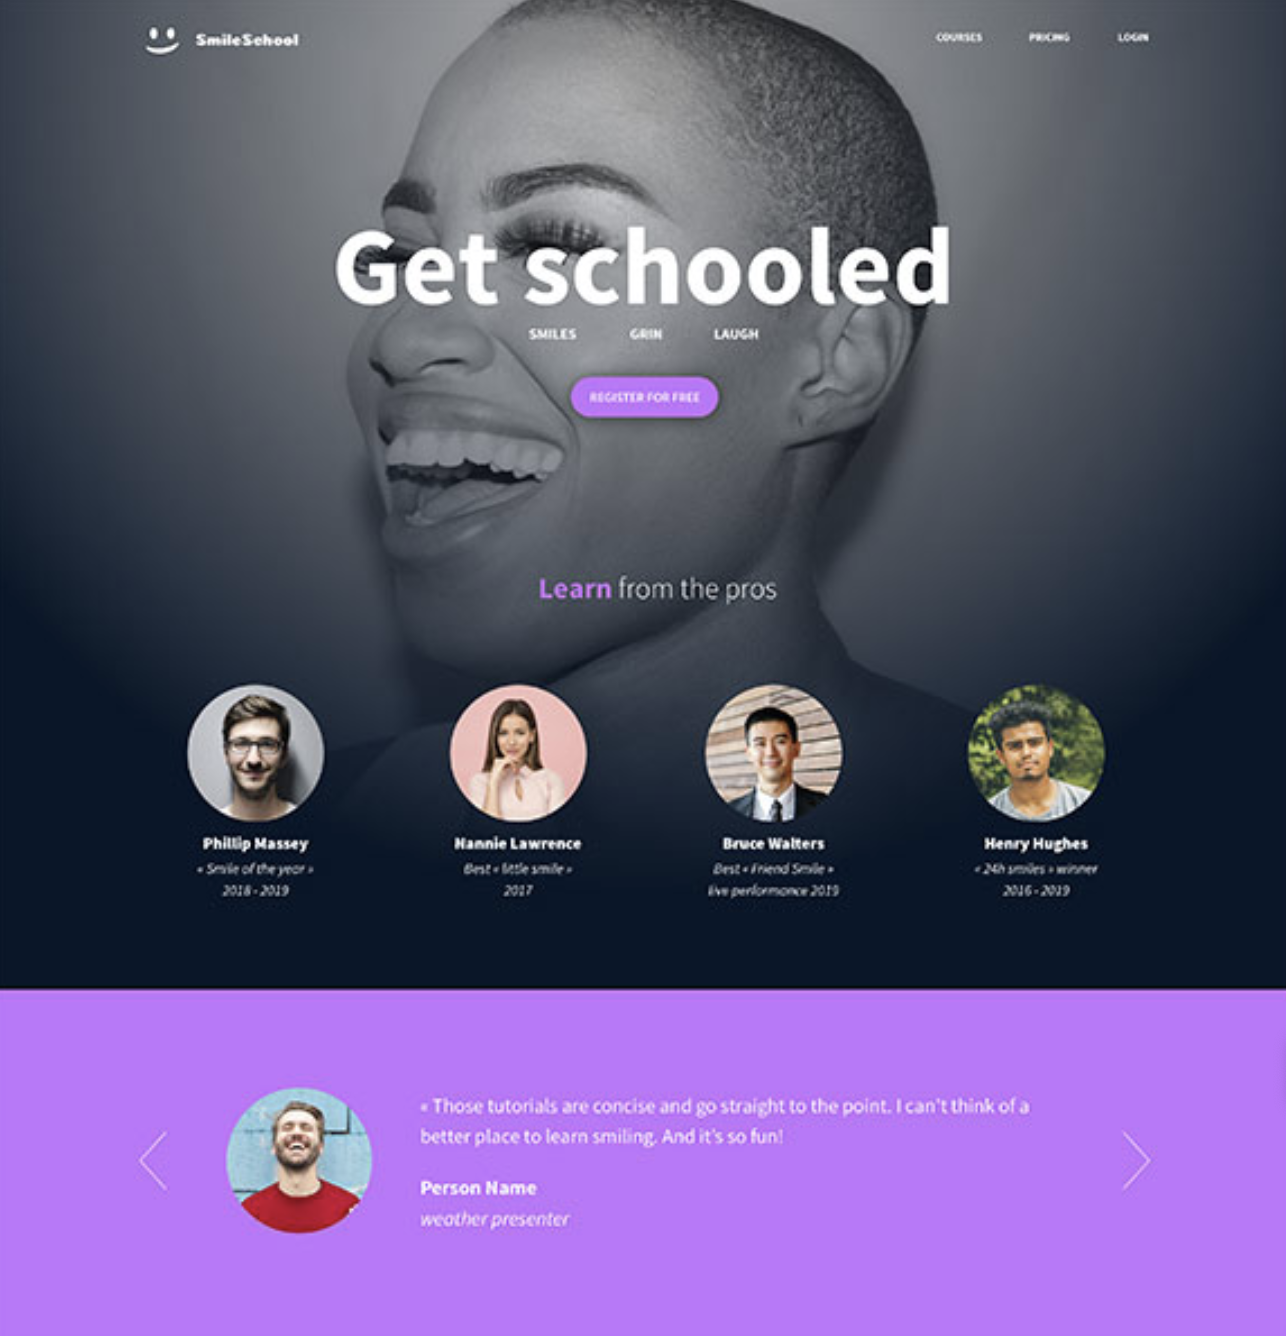 SmileSchool
COURSES PRICING LOGIN
Get schooled
SMILES GRIN LAUGH
REGISTER FOR FREE
Learn from the pros
Phillip Massey
« Smile of the year »
2018 - 2019
Nannie Lawrence
Best « little smile »
2017
Bruce Walters
Best « Friend Smile »
live performance 2019
Henry Hughes
« 24h smiles » winner
2016 - 2019
« Those tutorials are concise and go straight to the point. I can't think of a
better place to learn smiling. And it's so fun!
Person Name
weather presenter